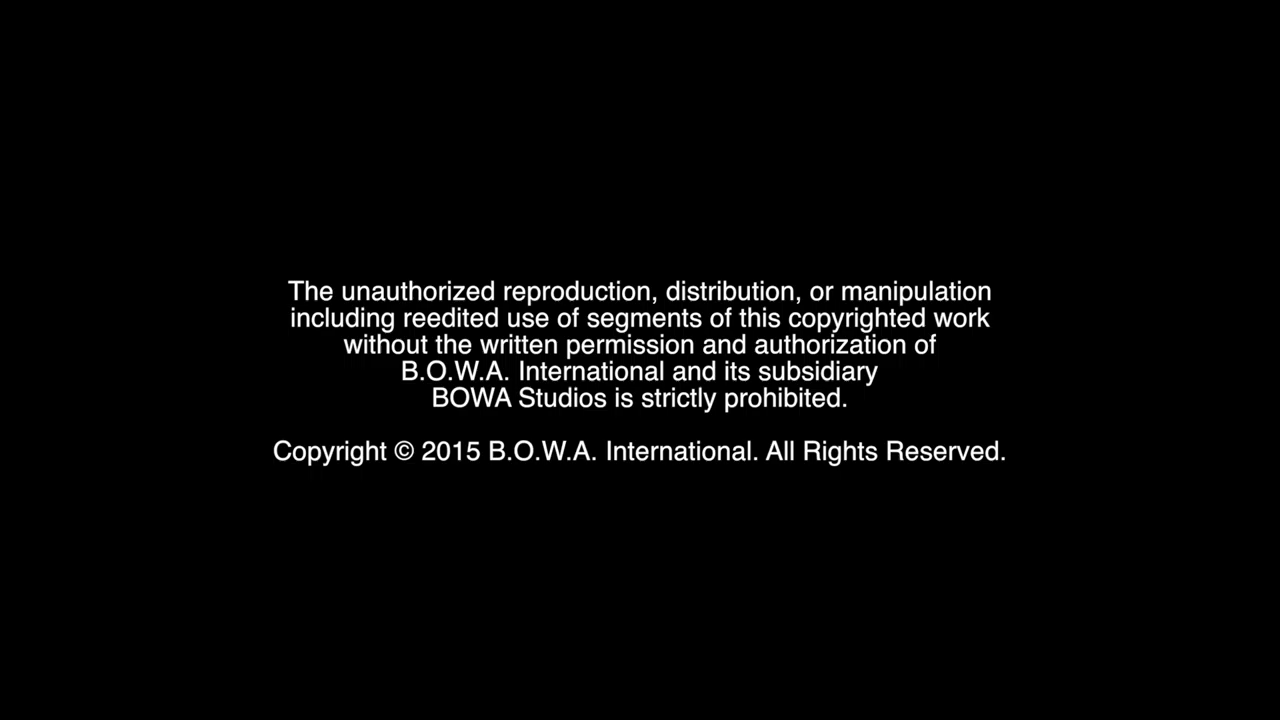 The unauthorized reproduction, distribution, or manipulation
including reedited use of segments of this copyrighted work
without the written permission and authorization of
B.O.W.A. International and its subsidiary
BOWA Studios is strictly prohibited.
Copyright © 2015 B.O.W.A. International. All Rights Reserved.